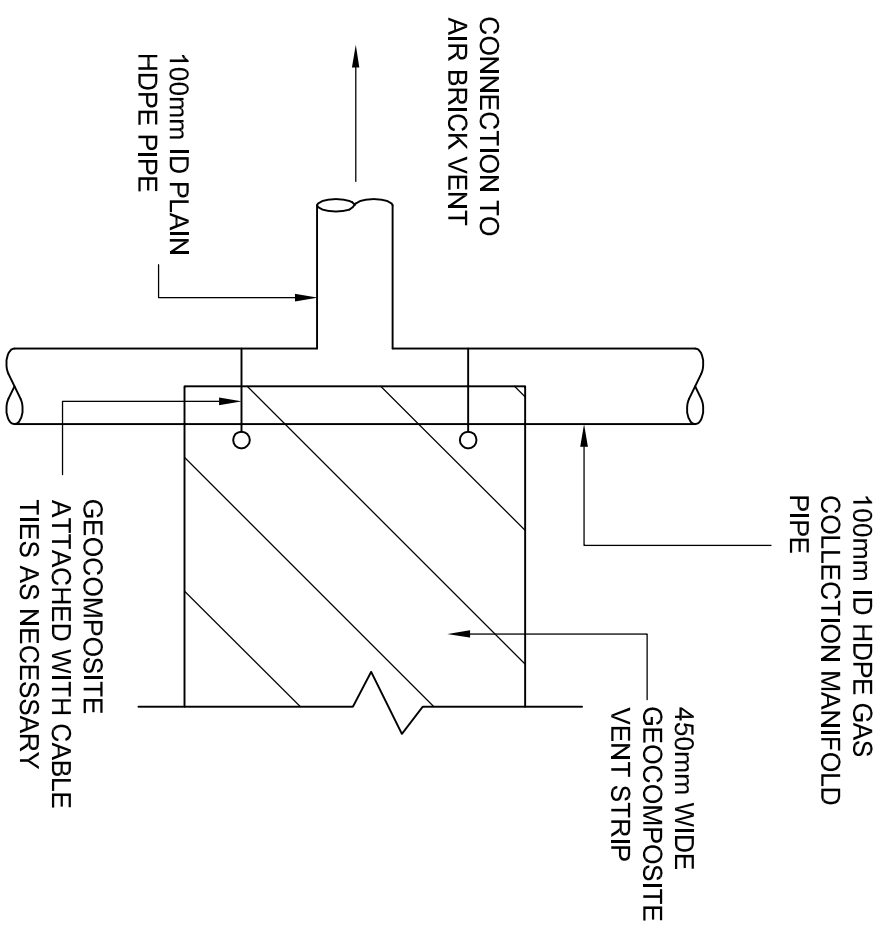 100mm ID HDPE GAS
COLLECTION MANIFOLD
PIPE
450mm WIDE
GEOCOMPOSITE
VENT STRIP
CONNECTION TO
AIR BRICK VENT
100mm ID PLAIN
HDPE PIPE
GEOCOMPOSITE
ATTACHED WITH CABLE
TIES AS NECESSARY